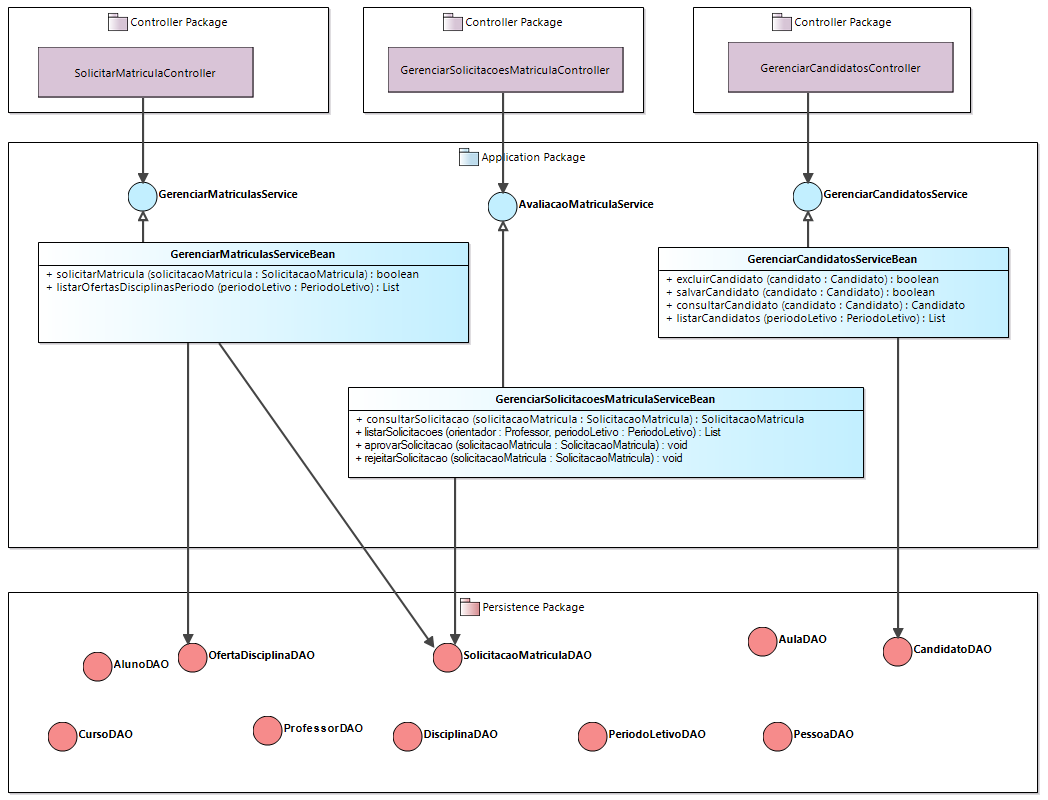 Controller Package
Controller Package
Controller Package
SolicitarMatriculaController
GerenciarSolicitacoesMatriculaController
GerenciarCandidatosController
Application Package
GerenciarMatriculasService
AvaliacaoMatriculaService
GerenciarCandidatosService
GerenciarMatriculasServiceBean
+ solicitarMatricula (solicitacaoMatricula : SolicitacaoMatricula) : boolean
+ listarOfertasDisciplinasPeriodo (periodoLetivo : PeriodoLetivo) : List
GerenciarCandidatosServiceBean
+ excluirCandidato (candidato : Candidato) : boolean
+ salvarCandidato (candidato : Candidato) : boolean
+ consultarCandidato (candidato : Candidato) : Candidato
+ listarCandidatos (periodoLetivo : PeriodoLetivo) : List
GerenciarSolicitacoesMatriculaServiceBean
+ consultarSolicitacao (solicitacaoMatricula : SolicitacaoMatricula) : SolicitacaoMatricula
+ listarSolicitacoes (orientador : Professor, periodoLetivo : PeriodoLetivo) : List
+ aprovarSolicitacao (solicitacaoMatricula : SolicitacaoMatricula) : void
+ rejeitarSolicitacao (solicitacaoMatricula : SolicitacaoMatricula) : void
Persistence Package
AlunoDAO
OfertaDisciplinaDAO
SolicitacaoMatriculaDAO
AulaDAO
CandidatoDAO
CursoDAO
ProfessorDAO
DisciplinaDAO
PeriodoLetivoDAO
PessoaDAO